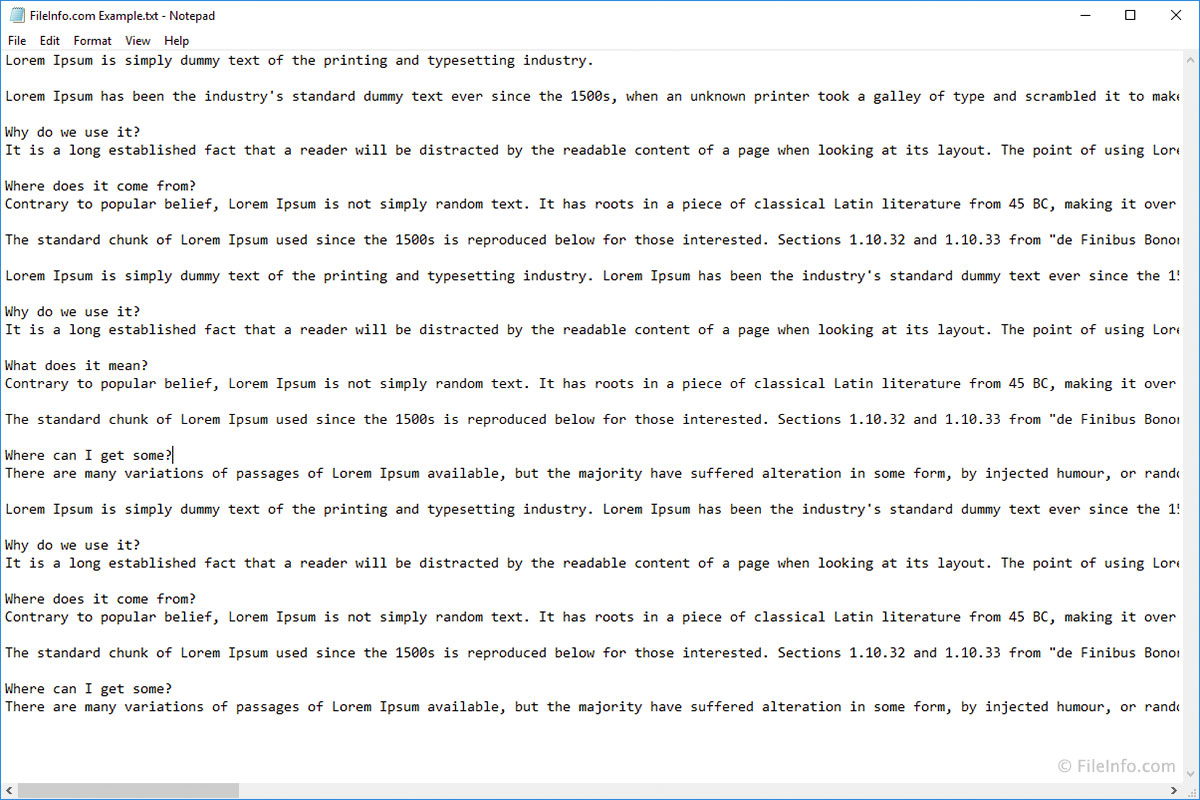 FileInfo.com Example.txt - Notepad
File Edit Format View Help
Lorem Ipsum is simply dummy text of the printing and typesetting industry.
Lorem Ipsum has been the industry's standard dummy text ever since the 1500s, when an unknown printer took a galley of type and scrambled it to make
Why do we use it?
It is a long established fact that a reader will be distracted by the readable content of a page when looking at its layout. The point of using Lore
Where does it come from?
Contrary to popular belief, Lorem Ipsum is not simply random text. It has roots in a piece of classical Latin literature from 45 BC, making it over
The standard chunk of Lorem Ipsum used since the 1500s is reproduced below for those interested. Sections 1.10.32 and 1.10.33 from "de Finibus Bono
Lorem Ipsum is simply dummy text of the printing and typesetting industry. Lorem Ipsum has been the industry's standard dummy text ever since the 1
Why do we use it?
It is a long established fact that a reader will be distracted by the readable content of a page when looking at its layout. The point of using Lore
What does it mean?
Contrary to popular belief, Lorem Ipsum is not simply random text. It has roots in a piece of classical Latin literature from 45 BC, making it over
The standard chunk of Lorem Ipsum used since the 1500s is reproduced below for those interested. Sections 1.10.32 and 1.10.33 from "de Finibus Bono
Where can I get some?
There are many variations of passages of Lorem Ipsum available, but the majority have suffered alteration in some form, by injected humour, or rand
Lorem Ipsum is simply dummy text of the printing and typesetting industry. Lorem Ipsum has been the industry's standard dummy text ever since the 1
Why do we use it?
It is a long established fact that a reader will be distracted by the readable content of a page when looking at its layout. The point of using Lore
Where does it come from?
Contrary to popular belief, Lorem Ipsum is not simply random text. It has roots in a piece of classical Latin literature from 45 BC, making it over
The standard chunk of Lorem Ipsum used since the 1500s is reproduced below for those interested. Sections 1.10.32 and 1.10.33 from "de Finibus Bono
Where can I get some?
There are many variations of passages of Lorem Ipsum available, but the majority have suffered alteration in some form, by injected humour, or rand
© FileInfo.com